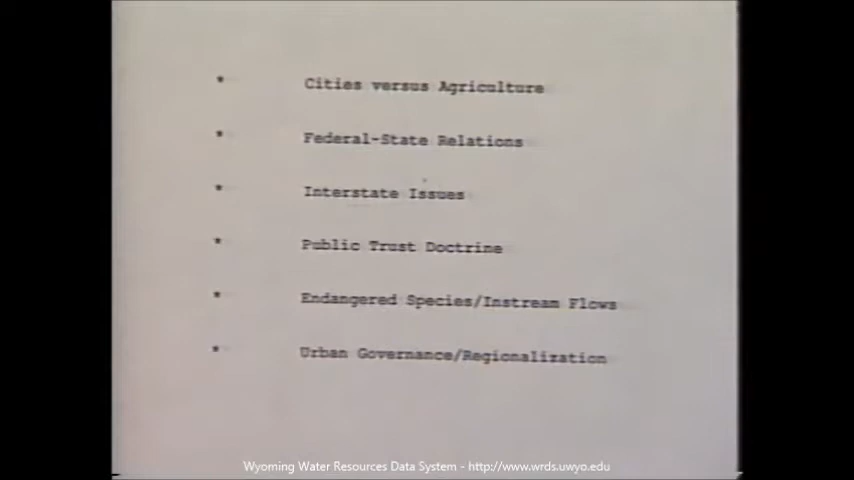 * Cities versus Agriculture
* Federal-State Relations
* Interstate Issues
* Public Trust Doctrine
* Endangered Species/Instream Flows
* Urban Governance/Regionalization
Wyoming Water Resources Data System - http://www.wrds.uwyo.edu